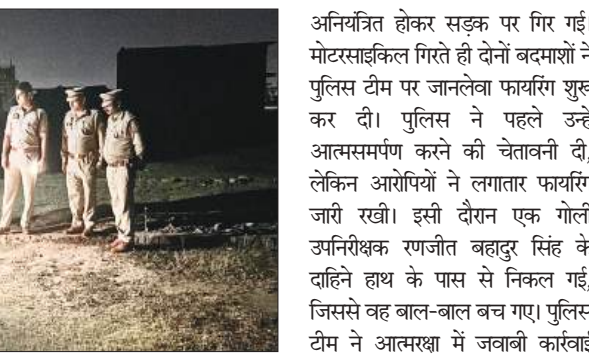 अनियंत्रित होकर सड़क पर गिर गई।
मोटरसाइकिल गिरते ही दोनों बदमाशों ने
पुलिस टीम पर जानलेवा फायरिंग शुरू
कर दी। पुलिस ने पहले उन्हें
आत्मसमर्पण करने की चेतावनी दी,
लेकिन आरोपियों ने लगातार फायरिंग
जारी रखी। इसी दौरान एक गोली
उपनिरीक्षक रणजीत बहादुर सिंह के
दाहिने हाथ के पास से निकल गई,
जिससे वह बाल-बाल बच गए। पुलिस
टीम ने आत्मरक्षा में जवाबी कार्रवाई